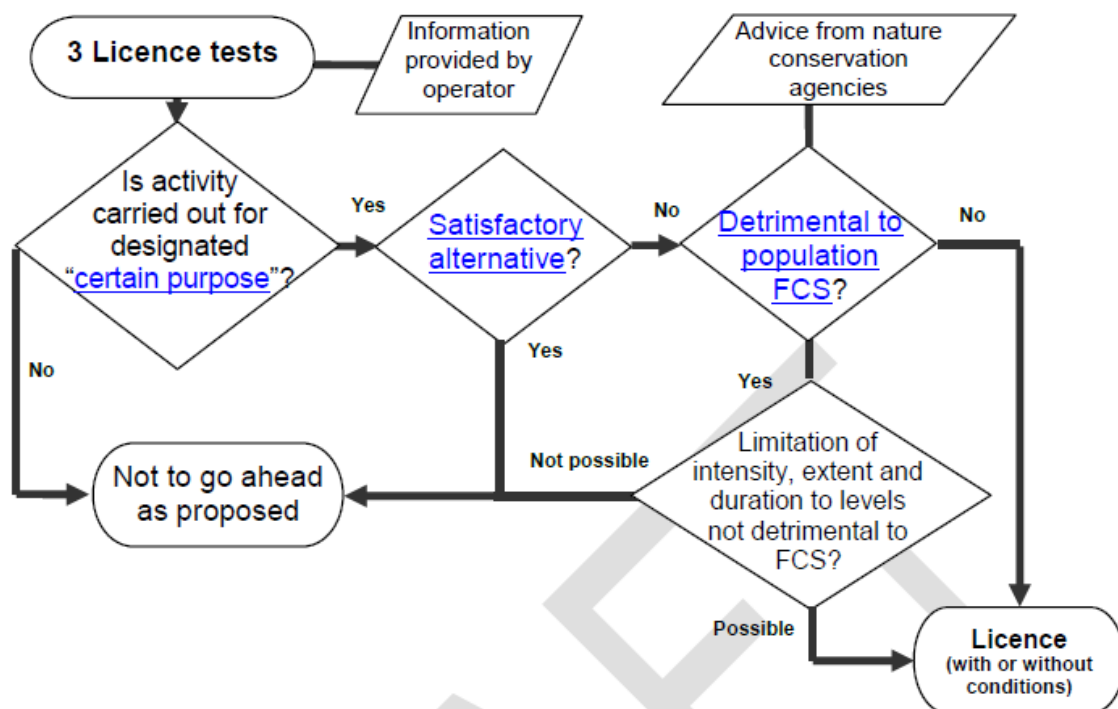 3 Licence tests
Information
provided by
operator
Advice from nature
conservation
agencies
Is activity
carried out for
designated
“certain purpose”?
Yes
Satisfactory
alternative?
No
Detrimental to
population
FCS?
No
No
Yes
Yes
Not to go ahead
as proposed
Not possible
Limitation of
intensity, extent and
duration to levels
not detrimental to
FCS?
Possible
Licence
(with or without
conditions)